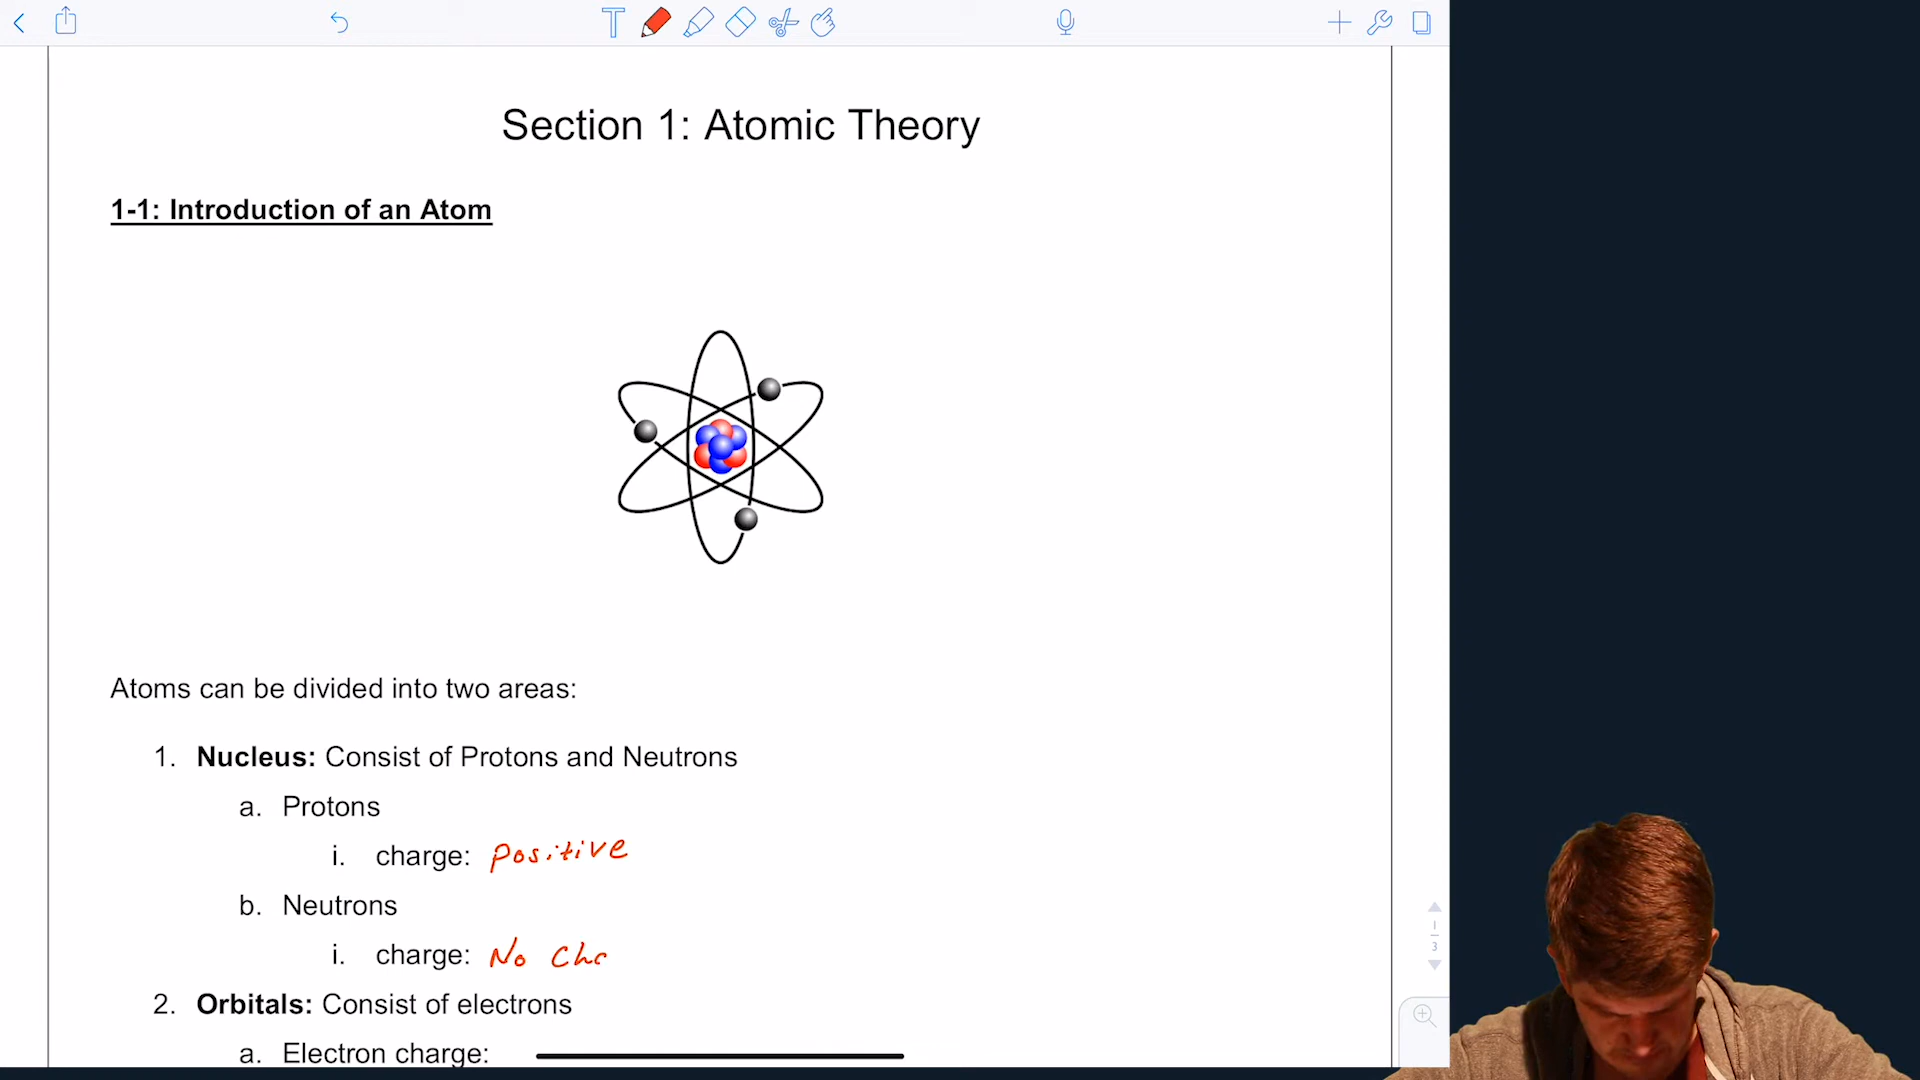 Section 1: Atomic Theory
1-1: Introduction of an Atom
Atoms can be divided into two areas:
1. Nucleus: Consist of Protons and Neutrons
a. Protons
i. charge: positive
b. Neutrons
i. charge: No Cha
2. Orbitals: Consist of electrons
a. Electron charge:
1
3